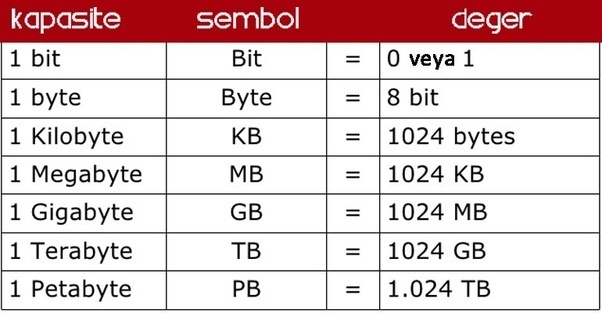 kapasite sembol deger
1 bit Bit = 0 veya 1
1 byte Byte = 8 bit
1 Kilobyte KB = 1024 bytes
1 Megabyte MB = 1024 KB
1 Gigabyte GB = 1024 MB
1 Terabyte TB = 1024 GB
1 Petabyte PB = 1.024 TB